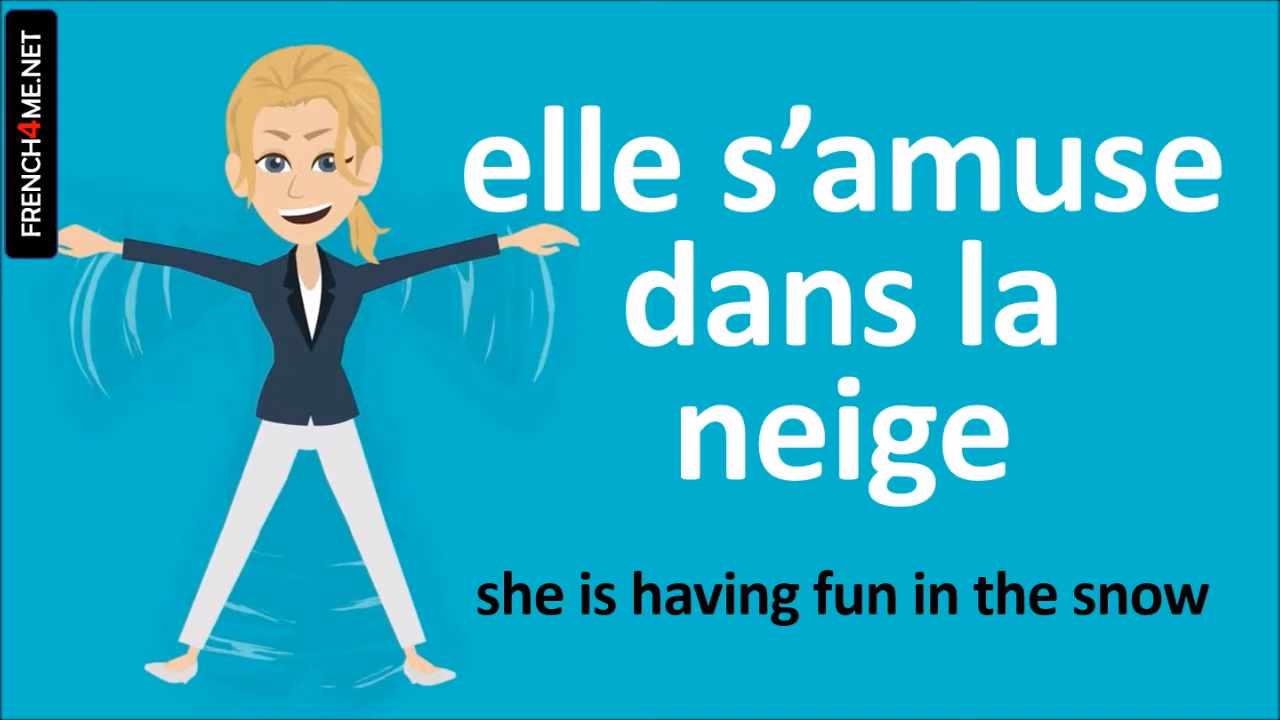 FRENCH4ME.NET
elle s’amuse
dans la
neige
she is having fun in the snow